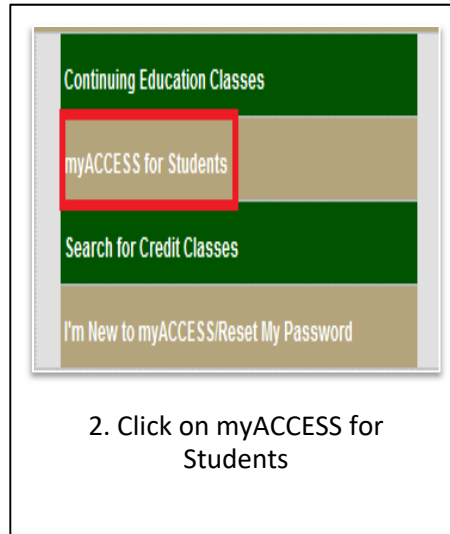 Continuing Education Classes
myACCESS for Students
Search for Credit Classes
I'm New to myACCESS/Reset My Password
2. Click on myACCESS for
Students